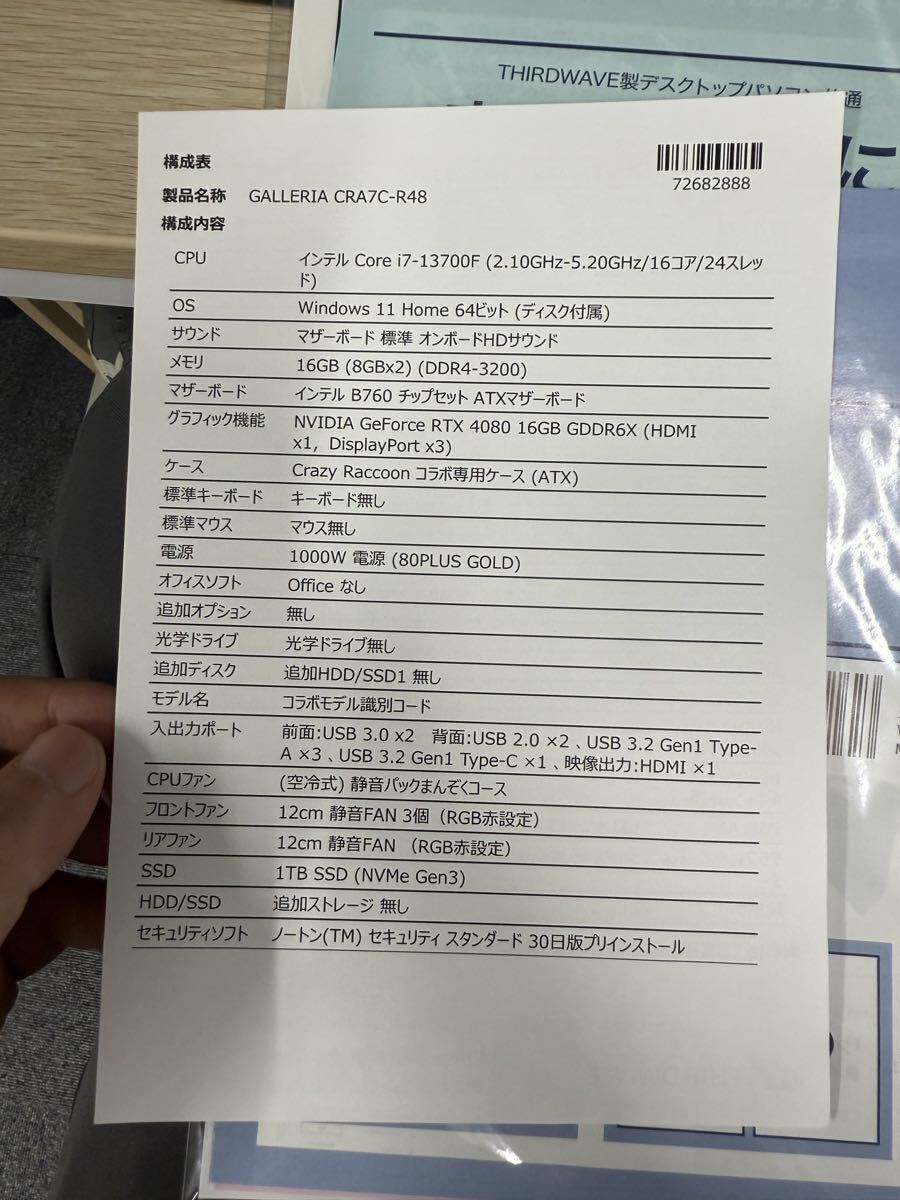 THIRDWAVE製デスクトップパソコン共通
構成表
72682888
製品名称 GALLERIA CRA7C-R48
構成内容
CPU インテル Core i7-13700F (2.10GHz-5.20GHz/16コア/24スレッ
ド)
OS Windows 11 Home 64ビット (ディスク付属)
サウンド マザーボード 標準 オンボードHDサウンド
メモリ 16GB (8GBx2) (DDR4-3200)
マザーボード インテル B760 チップセット ATXマザーボード
グラフィック機能 NVIDIA GeForce RTX 4080 16GB GDDR6X (HDMI
x1, DisplayPort x3)
ケース Crazy Raccoon コラボ専用ケース (ATX)
標準キーボード キーボード無し
標準マウス マウス無し
電源 1000W 電源 (80PLUS GOLD)
オフィスソフト Office なし
追加オプション 無し
光学ドライブ 光学ドライブ無し
追加ディスク 追加HDD/SSD1 無し
モデル名 コラボモデル識別コード
入出力ポート 前面:USB 3.0 x2 背面:USB 2.0 ×2 、USB 3.2 Gen1 Type-
A ×3 、USB 3.2 Gen1 Type-C ×1 、映像出力:HDMI ×1
CPUファン (空冷式) 静音パックまんぞくコース
フロントファン 12cm 静音FAN 3個（RGB赤設定）
リアファン 12cm 静音FAN （RGB赤設定）
SSD 1TB SSD (NVMe Gen3)
HDD/SSD 追加ストレージ 無し
セキュリティソフト ノートン(TM) セキュリティ スタンダード 30日版プリインストール